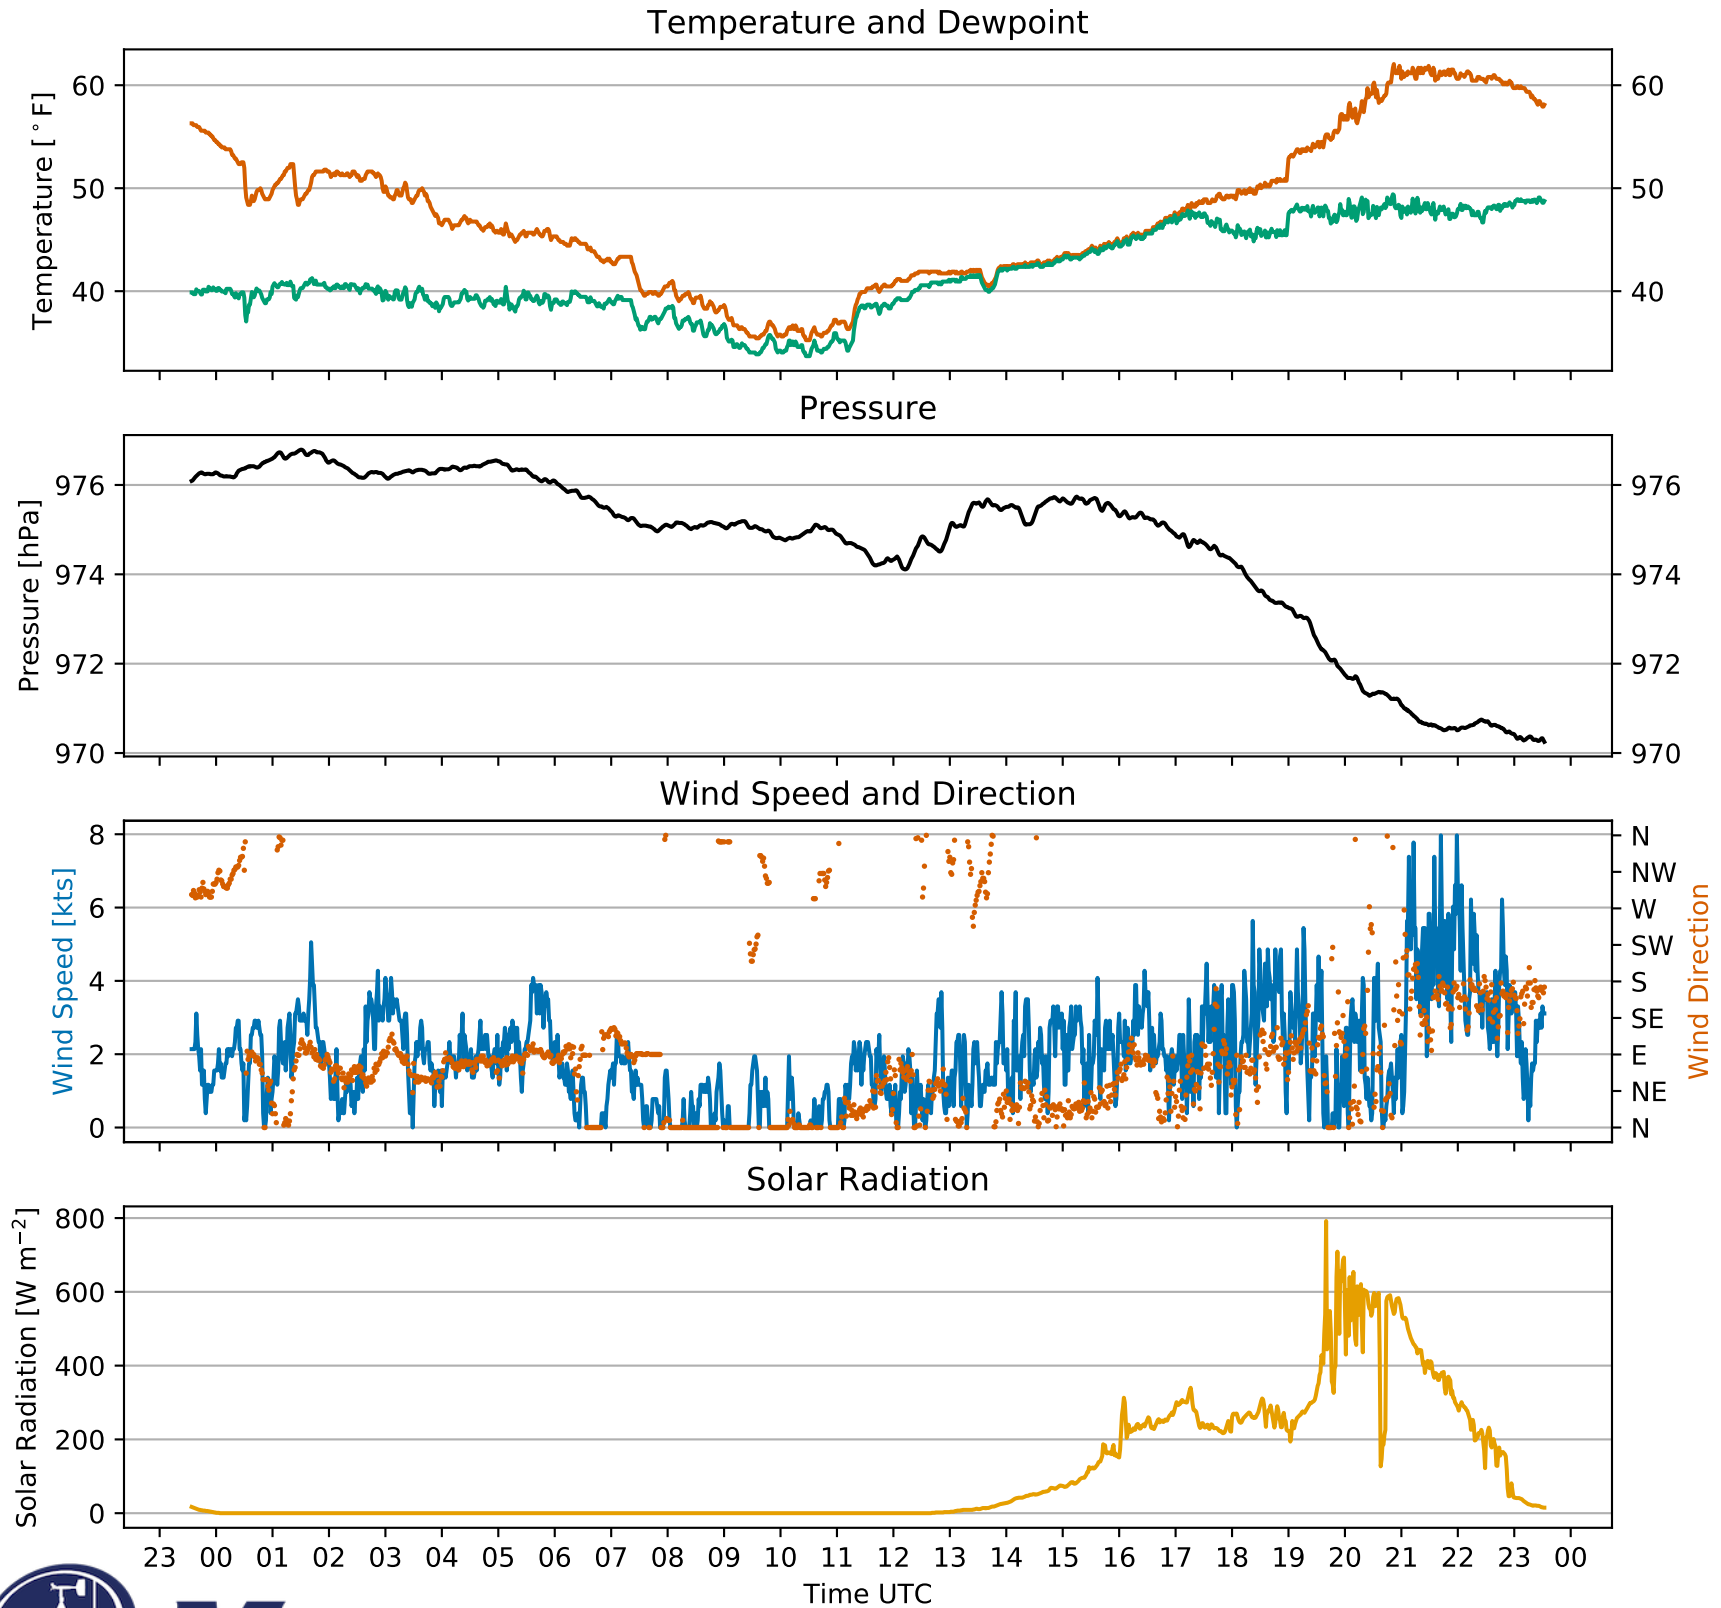 Temperature and Dewpoint
Temperature [°F]
60
50
40
60
50
40
Pressure
Pressure [hPa]
976
974
972
970
976
974
972
970
Wind Speed and Direction
Wind Speed [kts]
8
6
4
2
0
N
NW
W
SW
S
SE
E
NE
N
Wind Direction
Solar Radiation
Solar Radiation [W m⁻²]
800
600
400
200
0
23 00 01 02 03 04 05 06 07 08 09 10 11 12 13 14 15 16 17 18 19 20 21 22 23 00
Time UTC